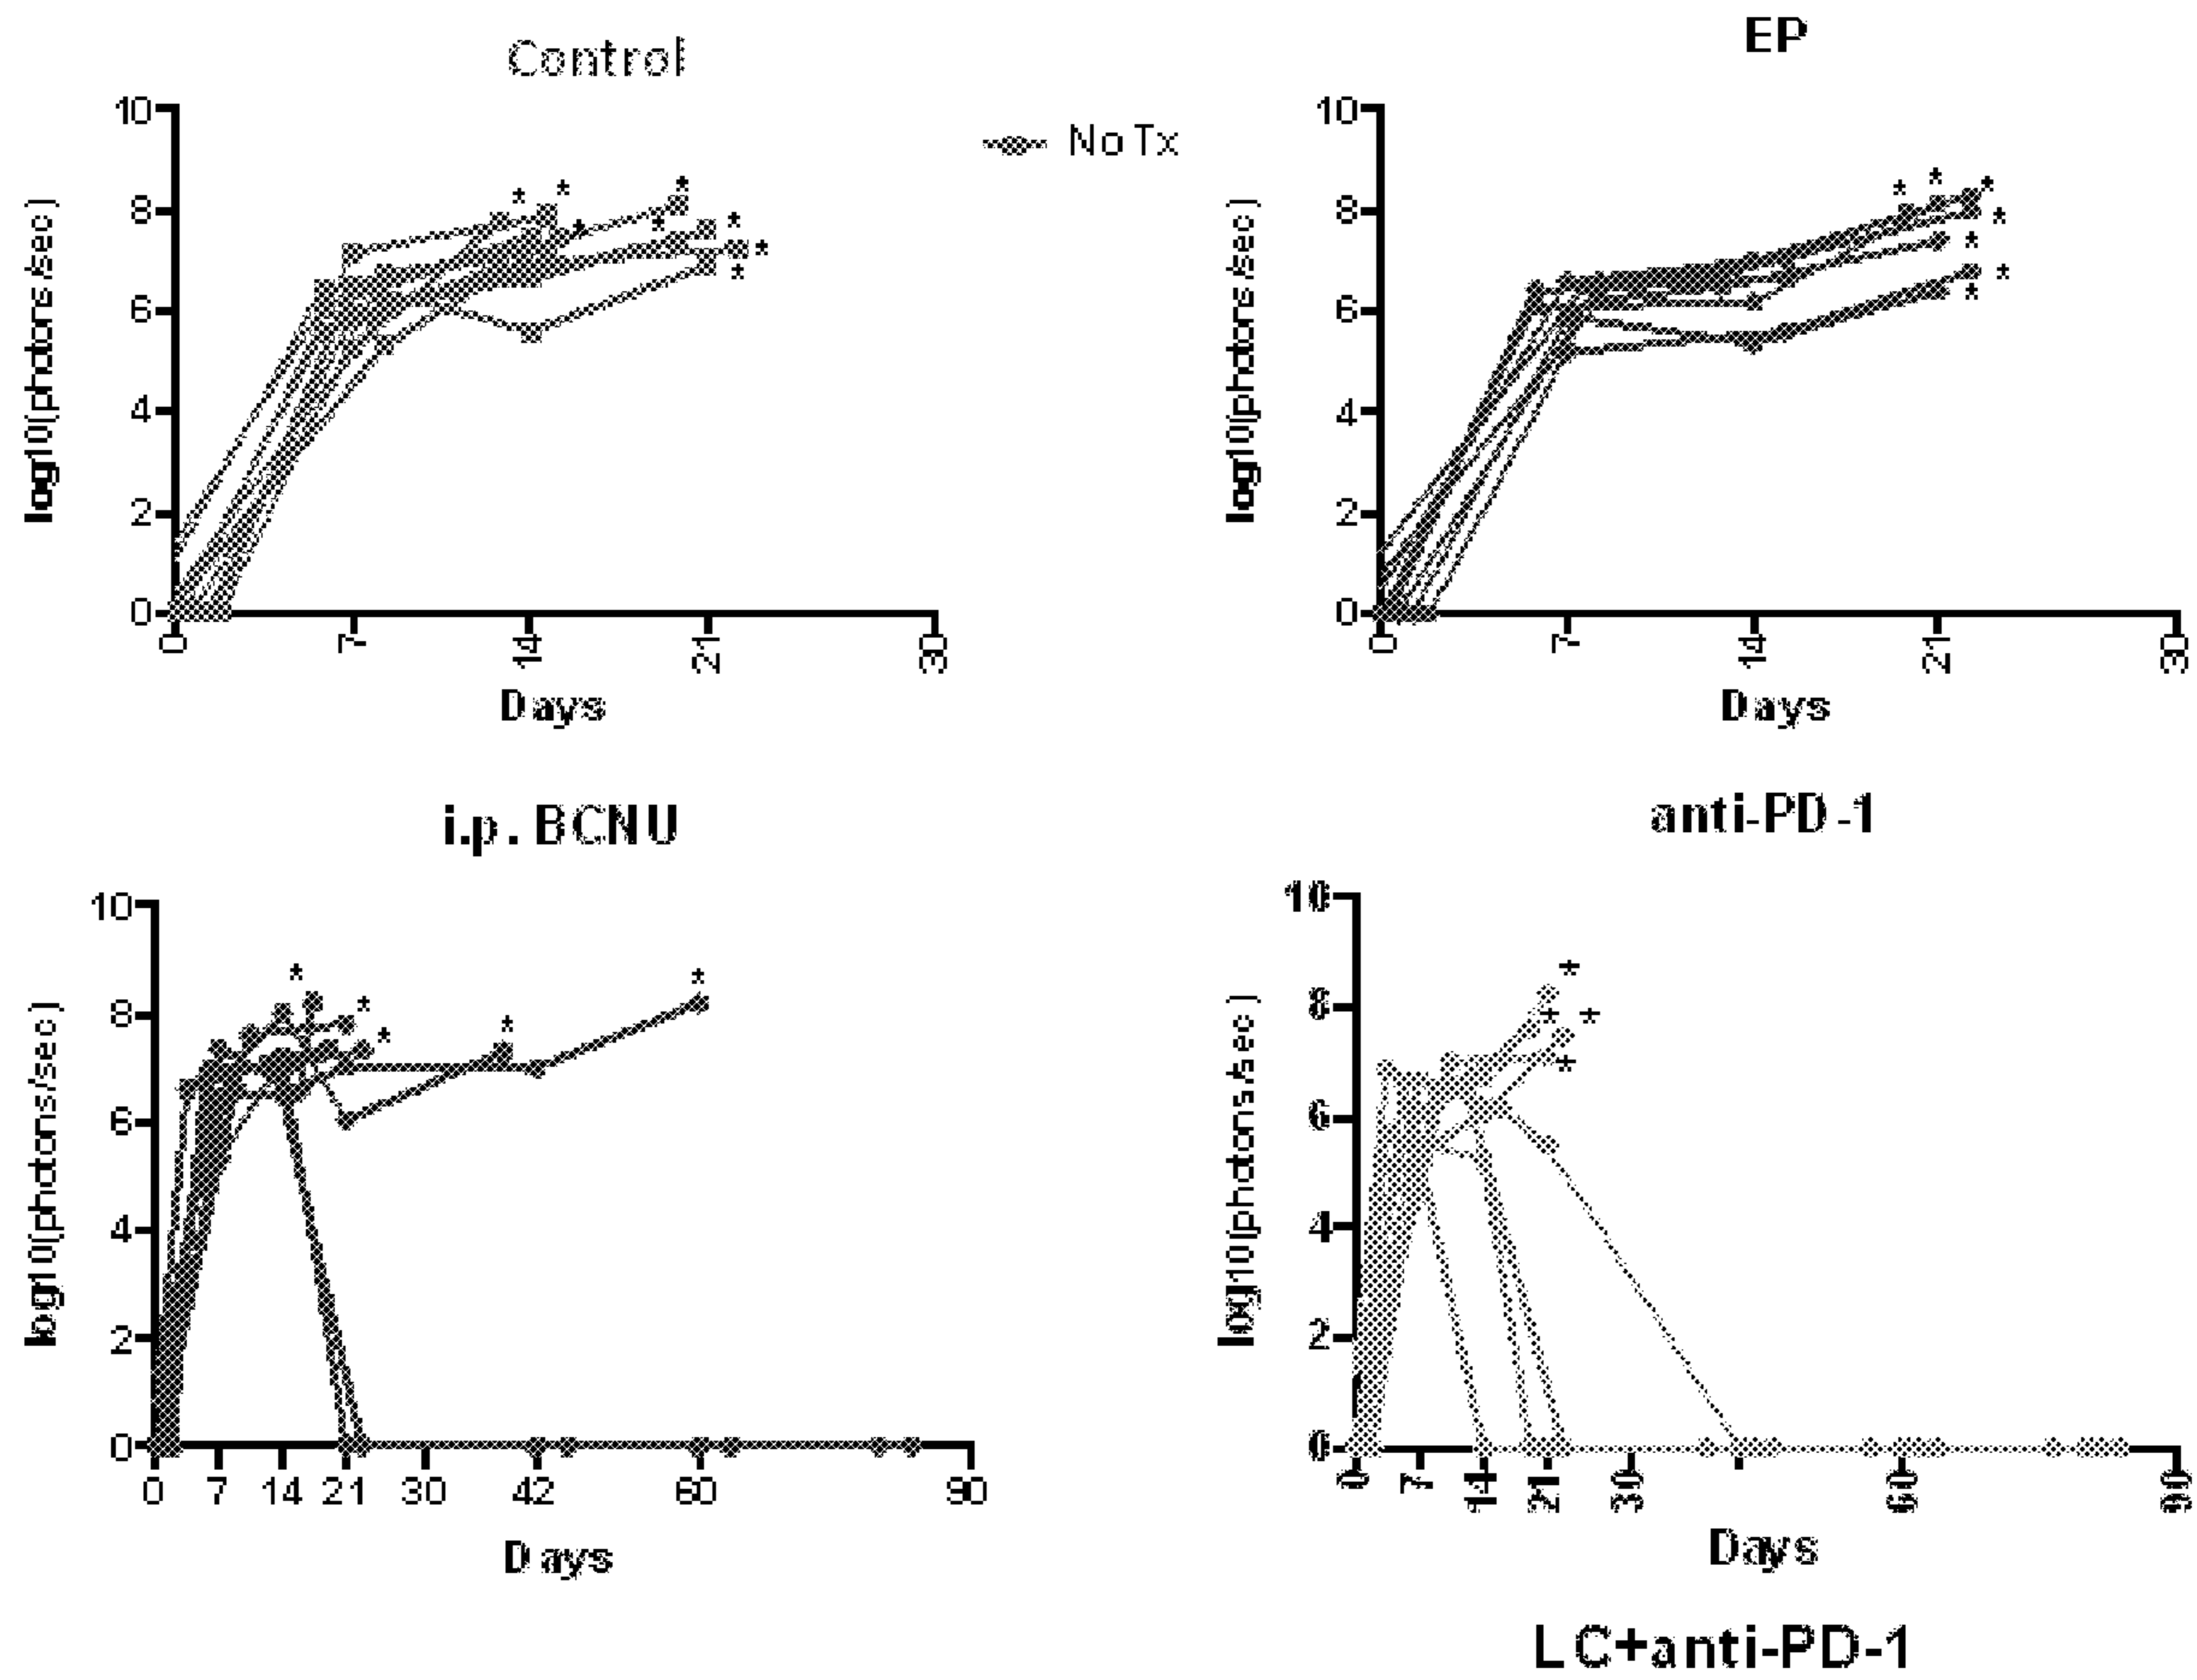 Control
No Tx
10
8
6
4
2
0
log10(photons/sec)
0 7 14 21 30
Days
EP
10
8
6
4
2
0
log10(photons/sec)
0 7 14 21 30
Days
i.p. BCNU
10
8
6
4
2
0
log10(photons/sec)
0 7 14 21 30 42 60 90
Days
anti-PD-1
10
8
6
4
2
0
log10(photons/sec)
0 7 14 21 30 60 90
Days
LC+anti-PD-1